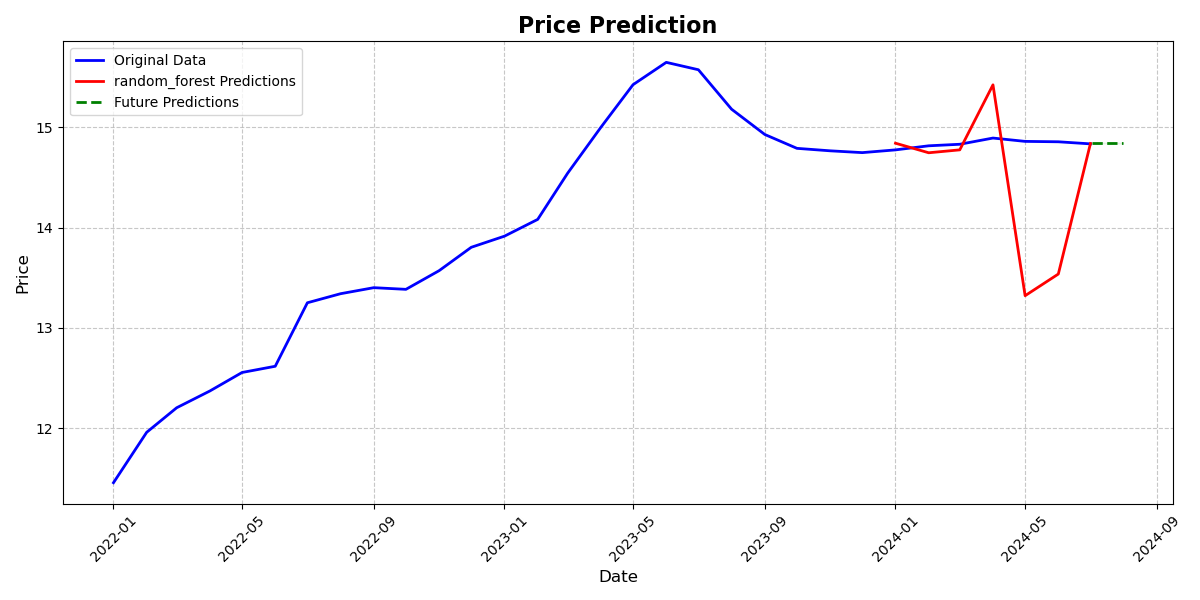 Price Prediction
Original Data
random_forest Predictions
Future Predictions
Price
15
14
13
12
2022-01
2022-05
2022-09
2023-01
2023-05
2023-09
2024-01
2024-05
2024-09
Date